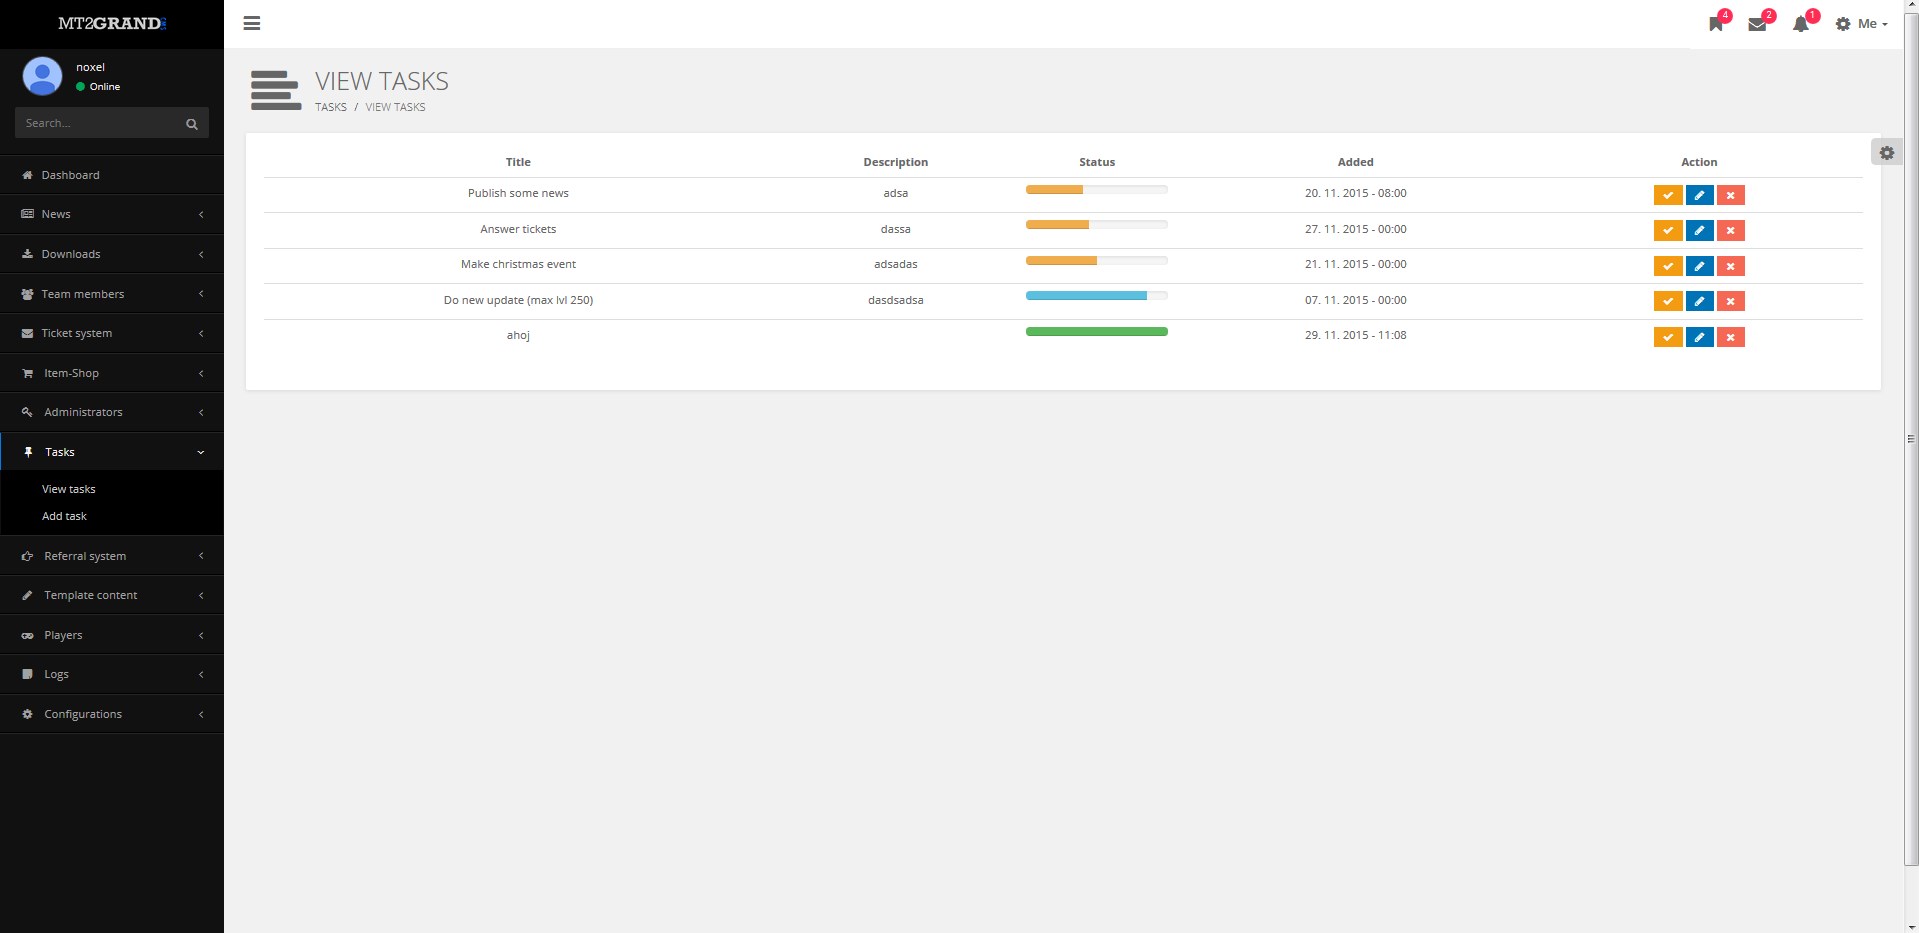 MT2GRAND
4
2
1
Me
noxel
Online
Search...
Dashboard
News
Downloads
Team members
Ticket system
Item-Shop
Administrators
Tasks
View tasks
Add task
Referral system
Template content
Players
Logs
Configurations
VIEW TASKS
TASKS / VIEW TASKS
Title Description Status Added Action
Publish some news adsa 20. 11. 2015 - 08:00
Answer tickets dassa 27. 11. 2015 - 00:00
Make christmas event adsadas 21. 11. 2015 - 00:00
Do new update (max lvl 250) dasdsadsa 07. 11. 2015 - 00:00
ahoj 29. 11. 2015 - 11:08